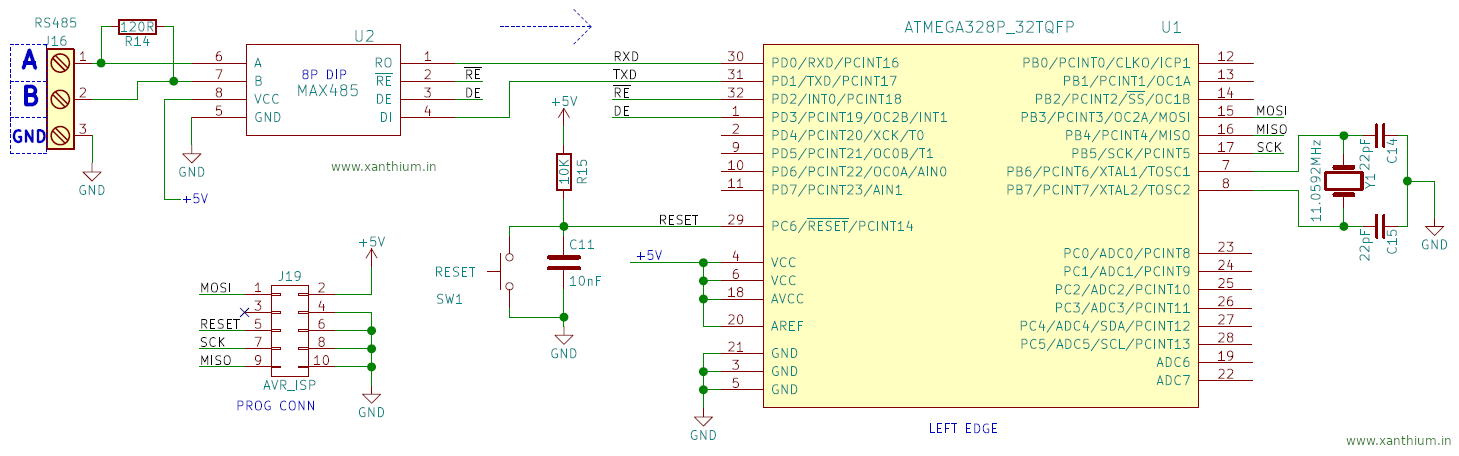 RS485
J16
A
B
GND
1
2
3
GND
120R
R14
U2
8P DIP
MAX485
6 A
7 B
8 VCC
5 GND
RO 1
RE 2 RE
DE 3 DE
DI 4
+5V
GND
www.xanthium.in
ATMEGA328P_32TQFP U1
RXD 30 PD0/RXD/PCINT16
TXD 31 PD1/TXD/PCINT17
RE 32 PD2/INT0/PCINT18
DE 1 PD3/PCINT19/OC2B/INT1
2 PD4/PCINT20/XCK/T0
9 PD5/PCINT21/OC0B/T1
10 PD6/PCINT22/OC0A/AIN0
11 PD7/PCINT23/AIN1
RESET 29 PC6/RESET/PCINT14
+5V 4 VCC
6 VCC
18 AVCC
20 AREF
21 GND
3 GND
5 GND
GND
PB0/PCINT0/CLKO/ICP1 12
PB1/PCINT1/OC1A 13
PB2/PCINT2/SS/OC1B 14
PB3/PCINT3/OC2A/MOSI 15 MOSI
PB4/PCINT4/MISO 16 MISO
PB5/SCK/PCINT5 17 SCK
PB6/PCINT6/XTAL1/TOSC1 7
PB7/PCINT7/XTAL2/TOSC2 8
PC0/ADC0/PCINT8 23
PC1/ADC1/PCINT9 24
PC2/ADC2/PCINT10 25
PC3/ADC3/PCINT11 26
PC4/ADC4/SDA/PCINT12 27
PC5/ADC5/SCL/PCINT13 28
ADC6 19
ADC7 22
LEFT EDGE
11.0592MHz
Y1
22pF
C14
22pF
C15
GND
+5V
10K
R15
RESET
SW1
C11
10nF
GND
J19
MOSI 1 2
3 4
RESET 5 6
SCK 7 8
MISO 9 10
+5V
AVR_ISP
PROG CONN
GND
www.xanthium.in